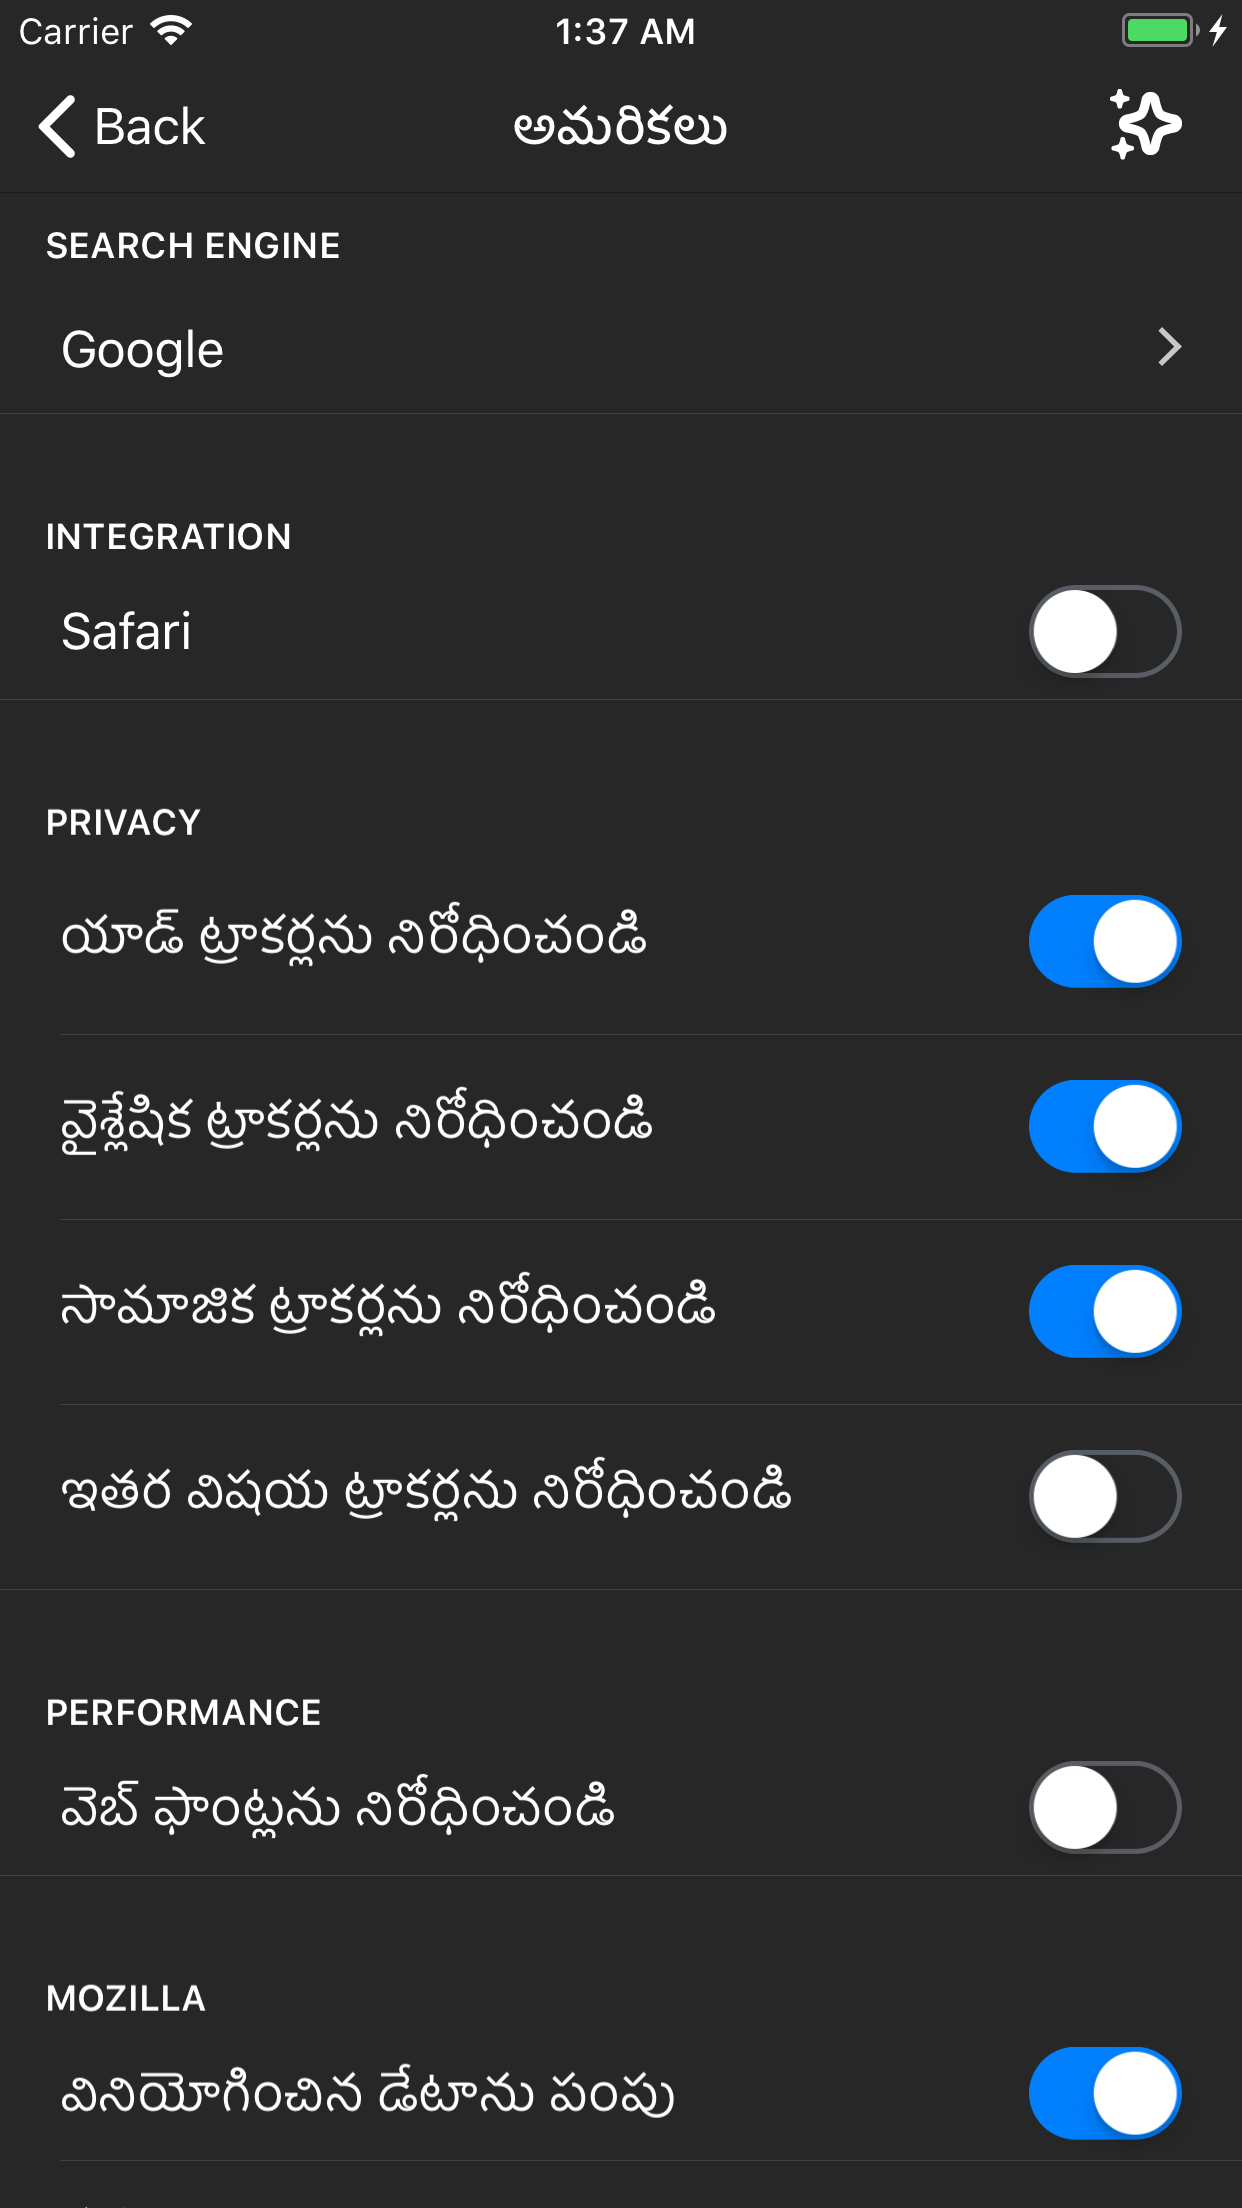 Carrier 1:37 AM
Back అమరికలు
SEARCH ENGINE
Google
INTEGRATION
Safari
PRIVACY
యాడ్ ట్రాకర్లను నిరోధించండి
వైశ్లేషిక ట్రాకర్లను నిరోధించండి
సామాజిక ట్రాకర్లను నిరోధించండి
ఇతర విషయ ట్రాకర్లను నిరోధించండి
PERFORMANCE
వెబ్ ఫాంట్లను నిరోధించండి
MOZILLA
వినియోగించిన డేటాను పంపు